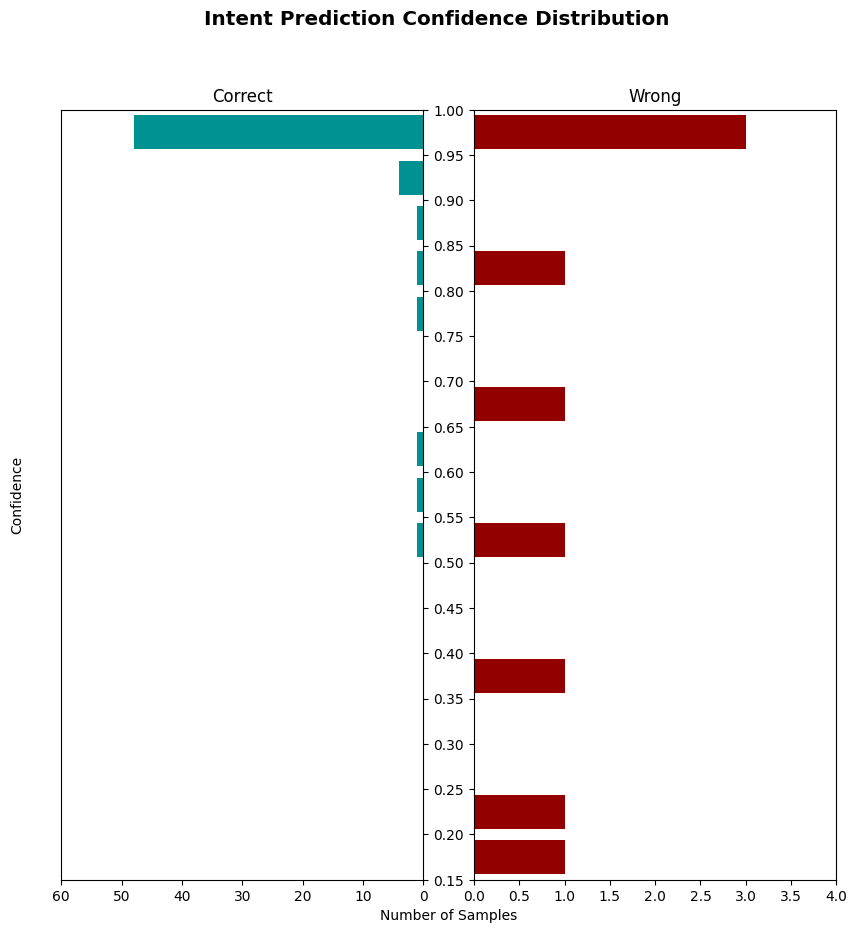 Intent Prediction Confidence Distribution
Correct
Wrong
1.00
0.95
0.90
0.85
0.80
0.75
0.70
0.65
0.60
0.55
0.50
0.45
0.40
0.35
0.30
0.25
0.20
0.15
Confidence
60 50 40 30 20 10 0
0.0 0.5 1.0 1.5 2.0 2.5 3.0 3.5 4.0
Number of Samples